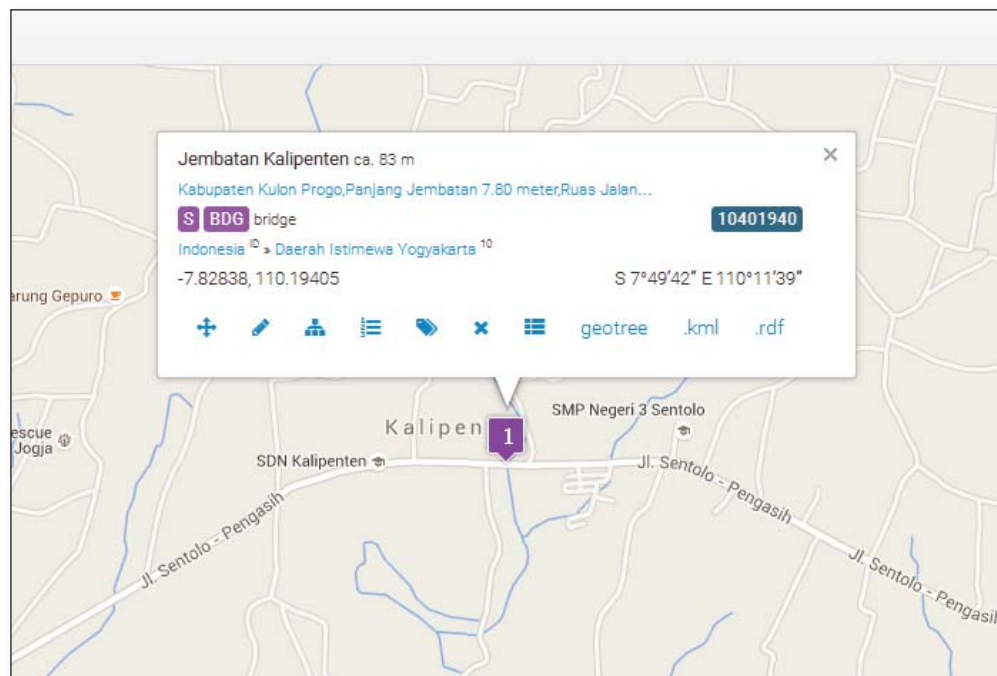 Jembatan Kalipenten ca. 83 m
×
Kabupaten Kulon Progo,Panjang Jembatan 7.80 meter,Ruas Jalan...
S BDG bridge 10401940
Indonesia ID » Daerah Istimewa Yogyakarta 10
-7.82838, 110.19405 S 7°49′42″ E 110°11′39″
geotree .kml .rdf
arung Gepuro
SMP Negeri 3 Sentolo
Kalipen
1
escue
Jogja
SDN Kalipenten
Jl. Sentolo - Pengasih
Jl. Sentolo - Pengasih
Jl. Sentolo - Pengasih